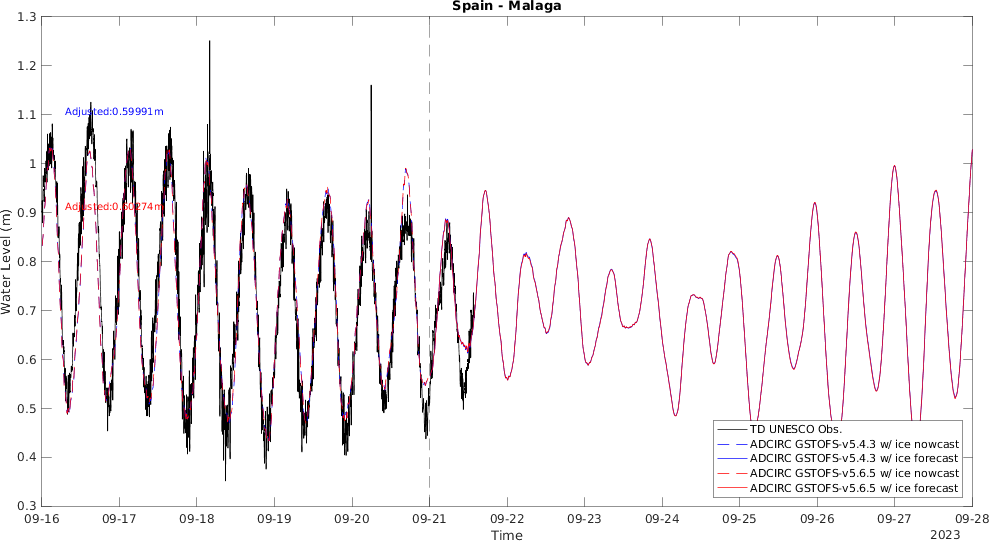 Spain - Malaga
1.3
1.2
1.1
1
0.9
0.8
0.7
0.6
0.5
0.4
0.3
Water Level (m)
Adjusted:0.59991m
Adjusted:0.60274m
TD UNESCO Obs.
ADCIRC GSTOFS-v5.4.3 w/ ice nowcast
ADCIRC GSTOFS-v5.4.3 w/ ice forecast
ADCIRC GSTOFS-v5.6.5 w/ ice nowcast
ADCIRC GSTOFS-v5.6.5 w/ ice forecast
09-16 09-17 09-18 09-19 09-20 09-21 09-22 09-23 09-24 09-25 09-26 09-27 09-28
Time
2023